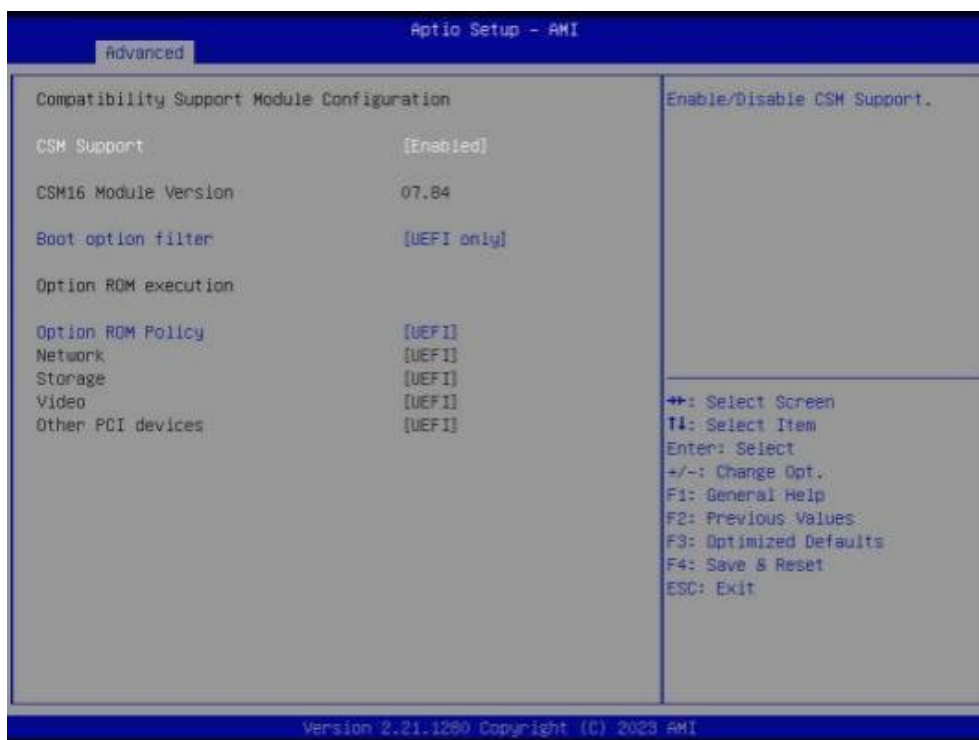 Aptio Setup - AMI
Advanced
Compatibility Support Module Configuration
CSM Support [Enabled]
CSM16 Module Version 07.84
Boot option filter [UEFI only]
Option ROM execution
Option ROM Policy [UEFI]
Network [UEFI]
Storage [UEFI]
Video [UEFI]
Other PCI devices [UEFI]
Enable/Disable CSM Support.
→←: Select Screen
↑↓: Select Item
Enter: Select
+/-: Change Opt.
F1: General Help
F2: Previous Values
F3: Optimized Defaults
F4: Save & Reset
ESC: Exit
Version 2.21.1280 Copyright (C) 2023 AMI